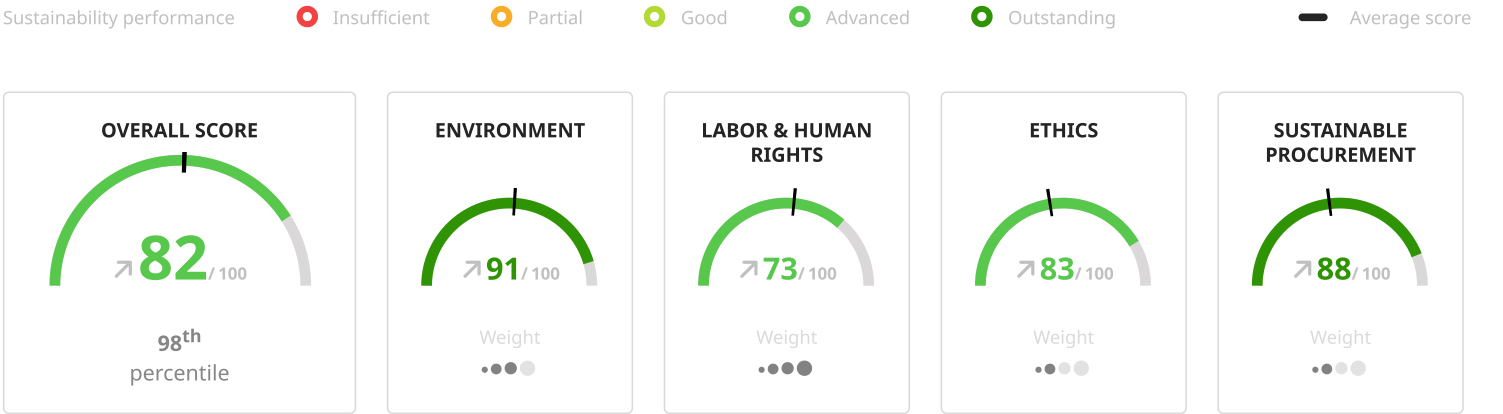 Sustainability performance Insufficient Partial Good Advanced Outstanding Average score
OVERALL SCORE
82 / 100
98th
percentile
ENVIRONMENT
91 / 100
Weight
LABOR & HUMAN
RIGHTS
73 / 100
Weight
ETHICS
83 / 100
Weight
SUSTAINABLE
PROCUREMENT
88 / 100
Weight